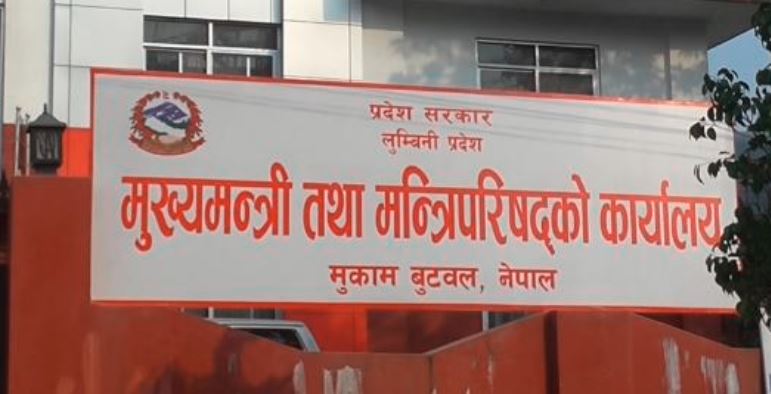 प्रदेश सरकार
लुम्बिनी प्रदेश
मुख्यमन्त्री तथा मन्त्रिपरिषद्को कार्यालय
मुकाम बुटवल, नेपाल